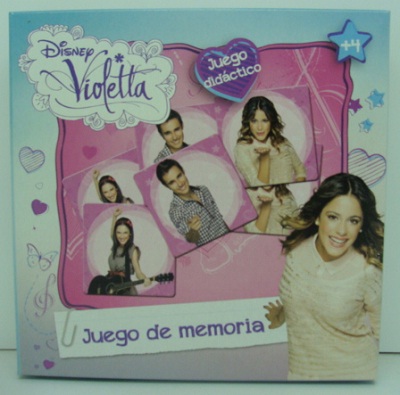 Disney
Violetta
Juego
didáctico
+4
Juego de memoria